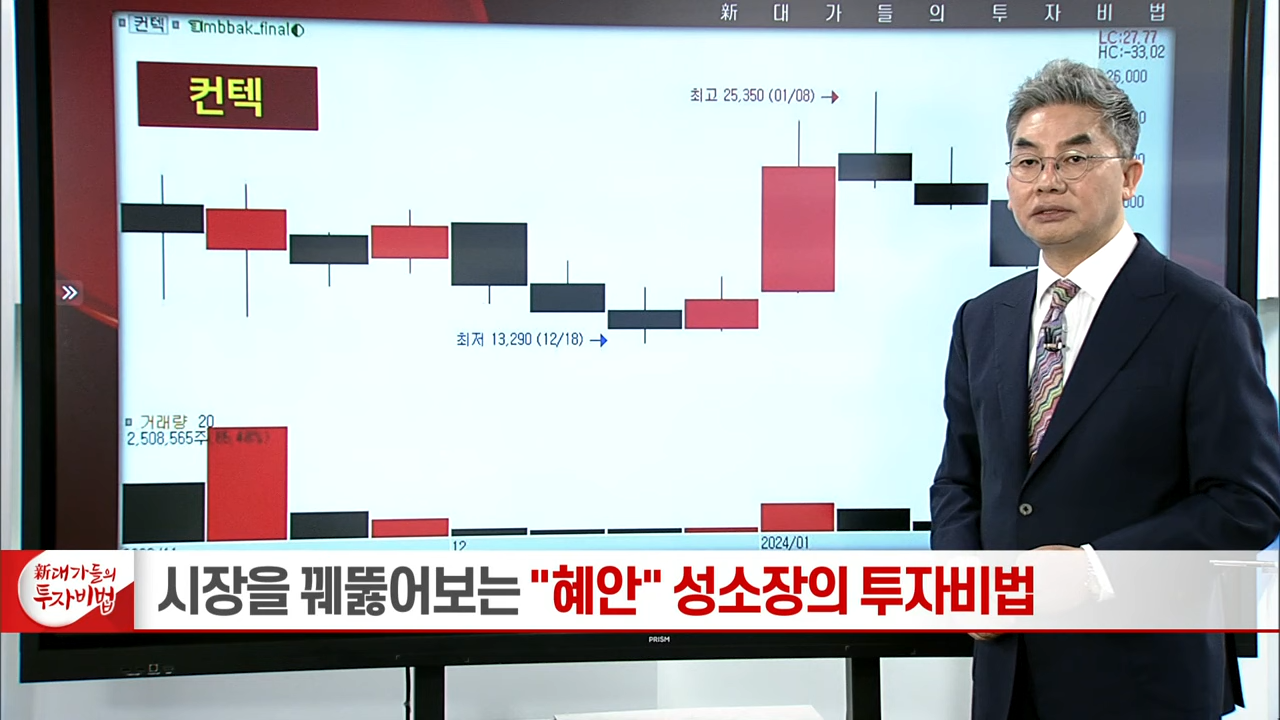 新 대 가 들 의 투 자 비 법
컨텍 mbbak_final
LC:27,77
HC:-33,02
26,000
컨텍
최고 25,350 (01/08)
최저 13,290 (12/18)
거래량 20
2,508,565주
12
2024/01
新대가들의
투자비법
시장을 꿰뚫어보는 "혜안" 성소장의 투자비법
PRISM